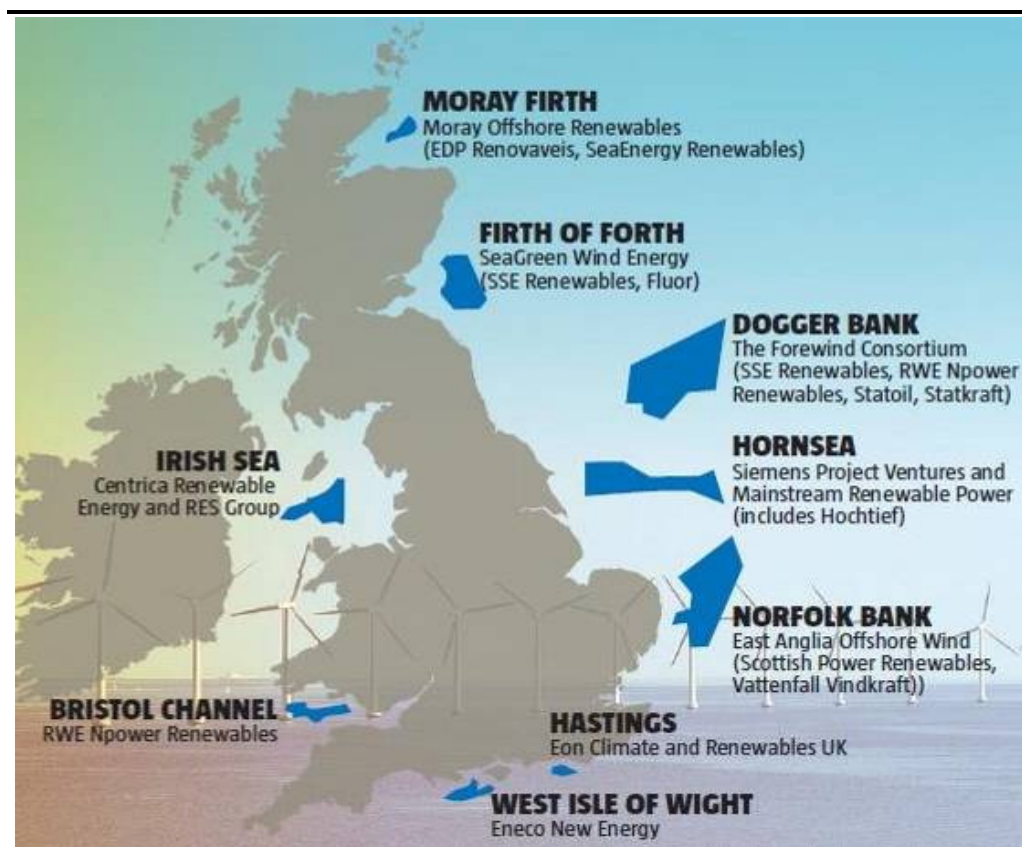 MORAY FIRTH
Moray Offshore Renewables
(EDP Renovaveis, SeaEnergy Renewables)
FIRTH OF FORTH
SeaGreen Wind Energy
(SSE Renewables, Fluor)
DOGGER BANK
The Forewind Consortium
(SSE Renewables, RWE Npower
Renewables, Statoil, Statkraft)
IRISH SEA
Centrica Renewable
Energy and RES Group
HORNSEA
Siemens Project Ventures and
Mainstream Renewable Power
(includes Hochtief)
NORFOLK BANK
East Anglia Offshore Wind
(Scottish Power Renewables,
Vattenfall Vindkraft))
BRISTOL CHANNEL
RWE Npower Renewables
HASTINGS
Eon Climate and Renewables UK
WEST ISLE OF WIGHT
Eneco New Energy